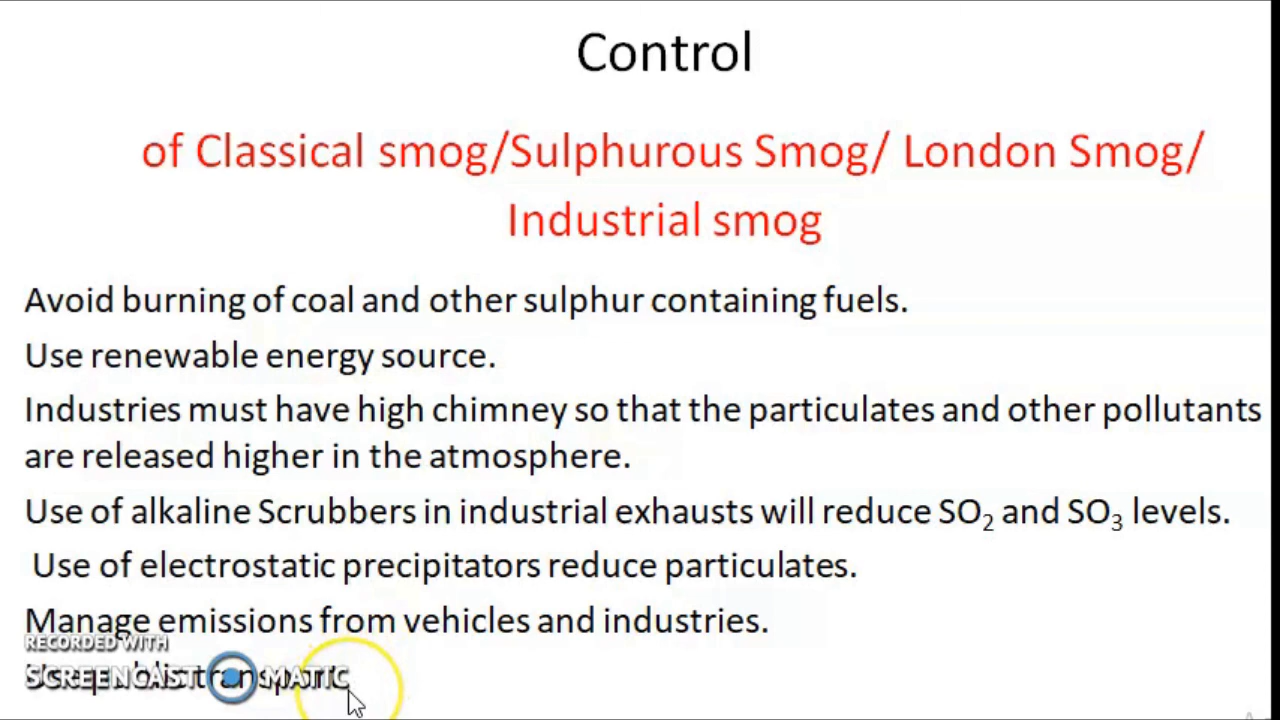 Control
of Classical smog/Sulphurous Smog/ London Smog/
Industrial smog
Avoid burning of coal and other sulphur containing fuels.
Use renewable energy source.
Industries must have high chimney so that the particulates and other pollutants
are released higher in the atmosphere.
Use of alkaline Scrubbers in industrial exhausts will reduce SO₂ and SO₃ levels.
Use of electrostatic precipitators reduce particulates.
Manage emissions from vehicles and industries.
RECORDED WITH
SCREENCAST MATIC
Use public transport